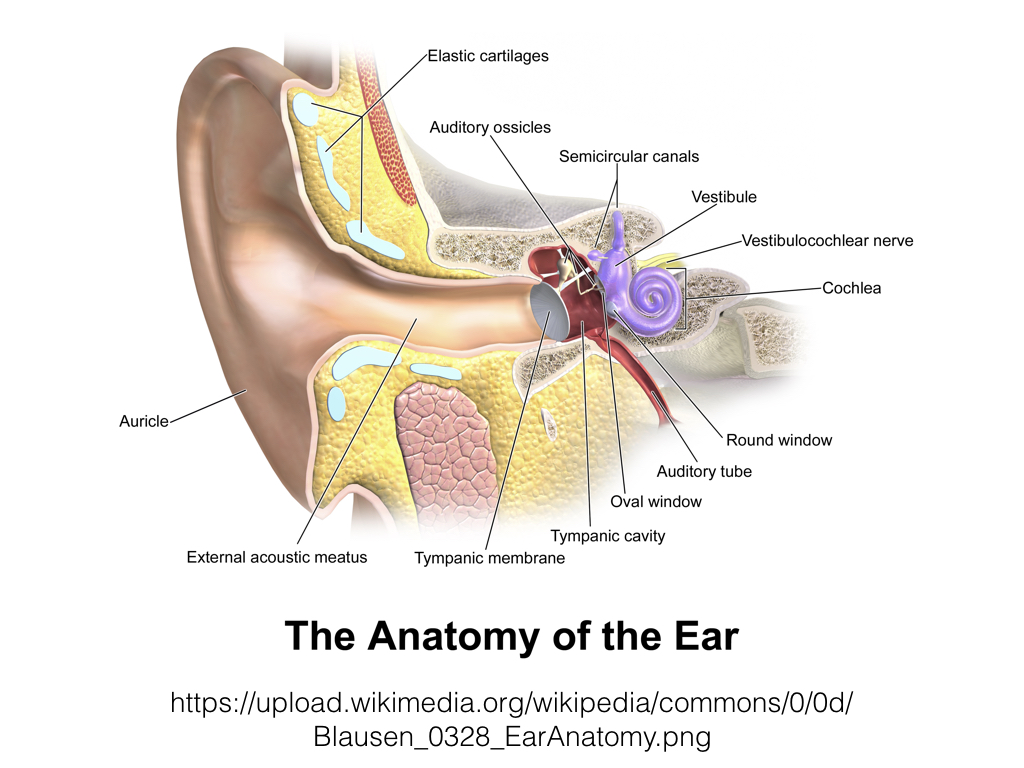 Elastic cartilages
Auditory ossicles
Semicircular canals
Vestibule
Vestibulocochlear nerve
Cochlea
Auricle
Round window
Auditory tube
Oval window
Tympanic cavity
External acoustic meatus
Tympanic membrane
The Anatomy of the Ear
https://upload.wikimedia.org/wikipedia/commons/0/0d/
Blausen_0328_EarAnatomy.png